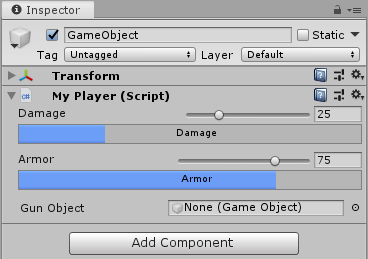 Inspector
GameObject
Static
Tag Untagged Layer Default
Transform
c#
My Player (Script)
Damage 25
Damage
Armor 75
Armor
Gun Object None (Game Object)
Add Component